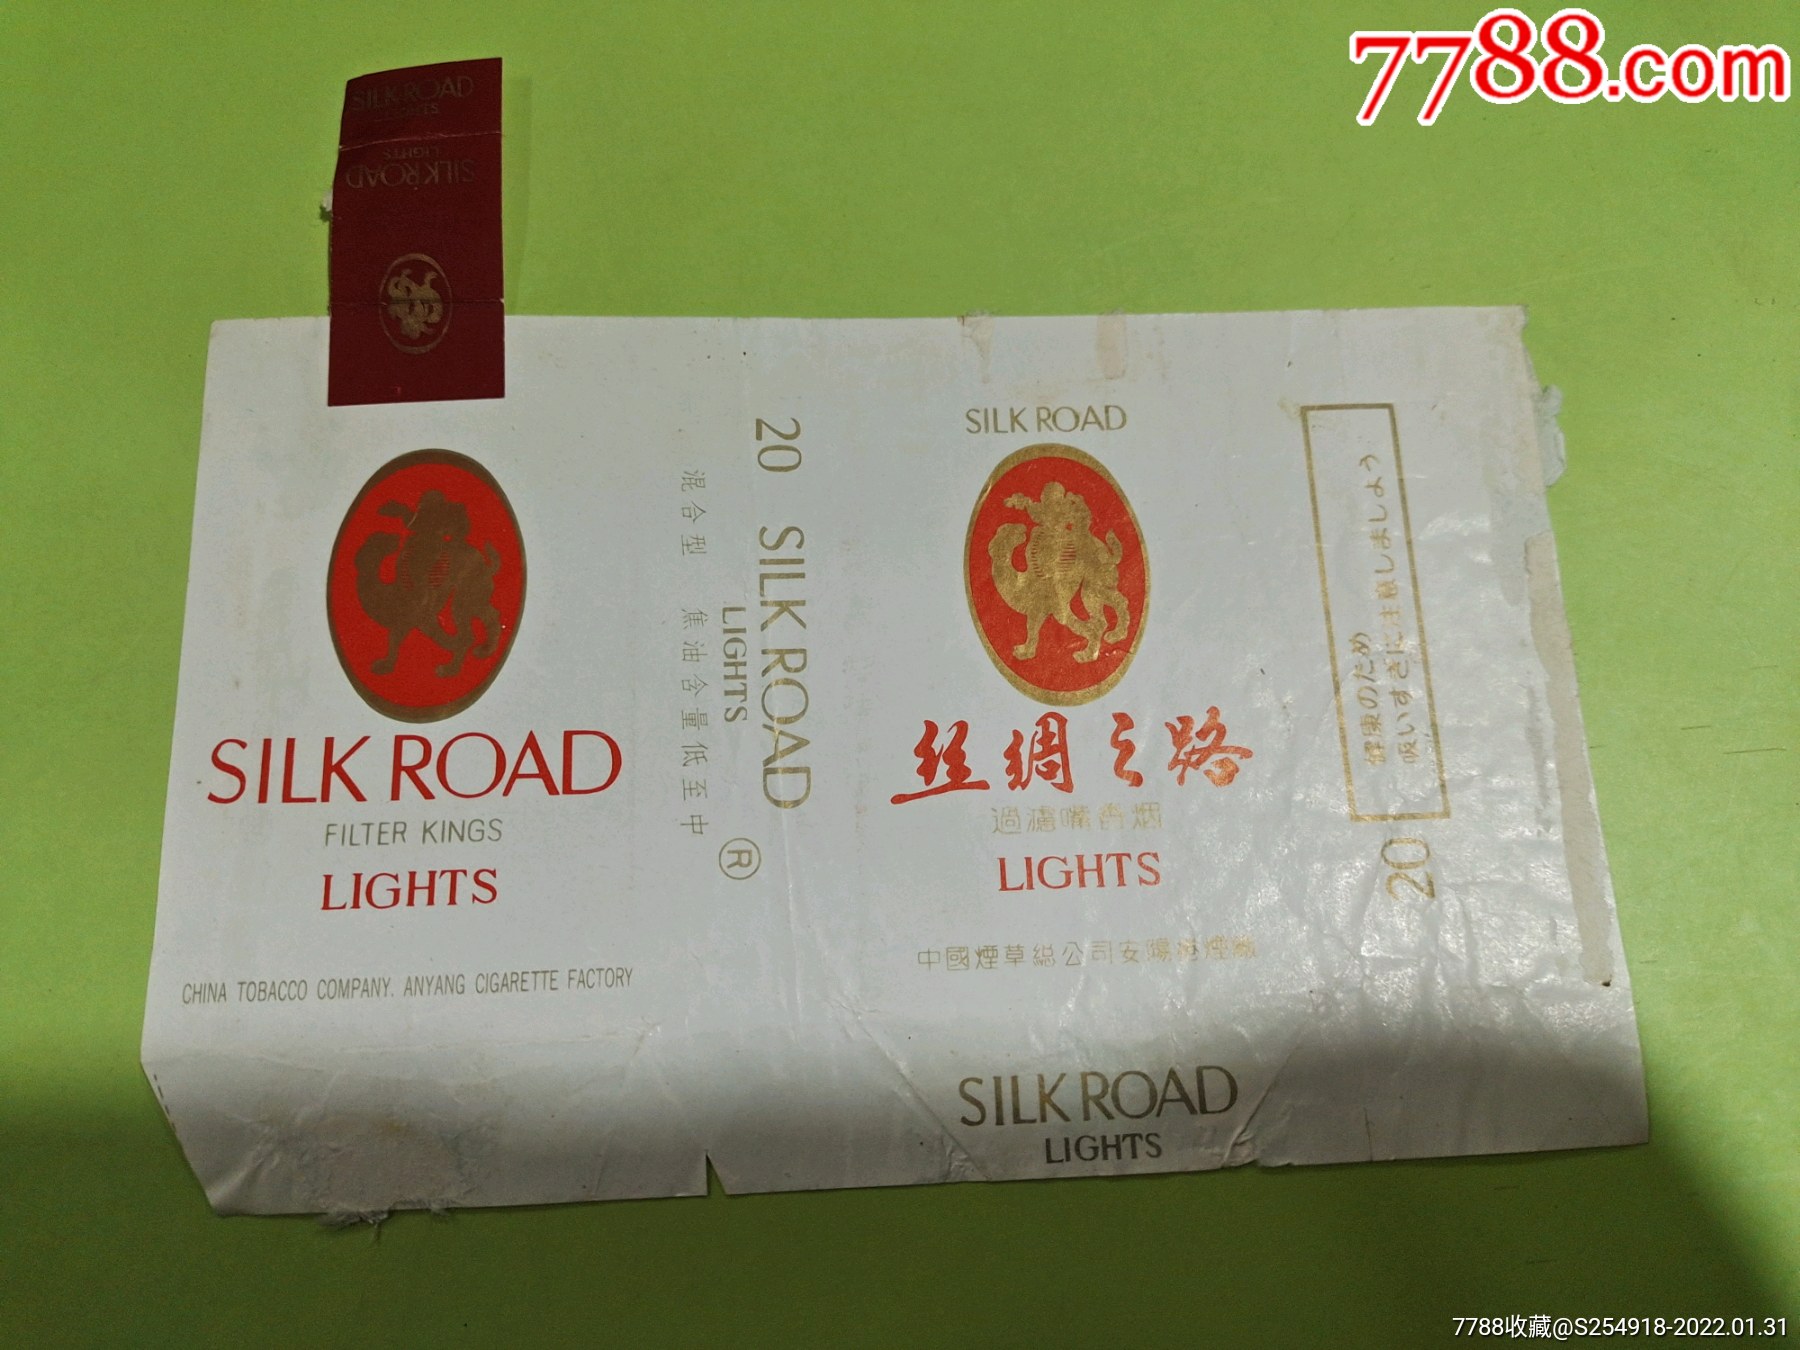 7788.com
SILK ROAD
LIGHTS
SILK ROAD
LIGHTS
SILK ROAD
FILTER KINGS
LIGHTS
CHINA TOBACCO COMPANY. ANYANG CIGARETTE FACTORY
混合型 焦油含量低至中
20 SILK ROAD
LIGHTS
®
SILK ROAD
丝绸之路
過濾嘴香烟
LIGHTS
中國煙草総公司安陽捲煙廠
SILK ROAD
LIGHTS
健康のため
吸いすぎに注意しましょう
20
7788收藏@S254918-2022.01.31